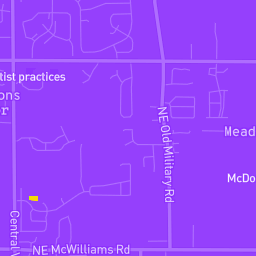 tist practices
ons
r
NE Old Military Rd
Mead
McDo
Central
NE McWilliams Rd